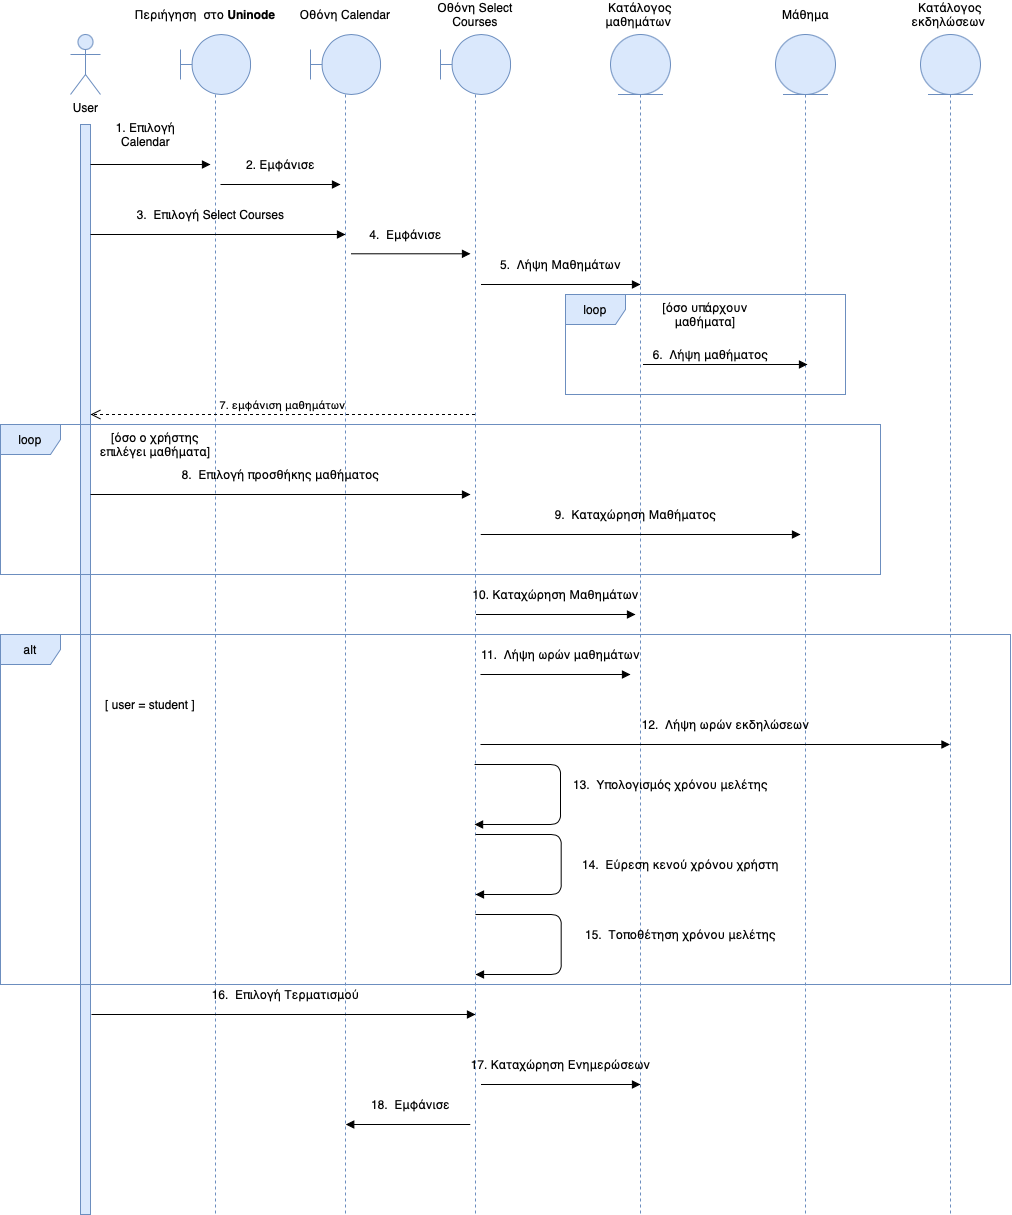 Περιήγηση στο Uninode
Οθόνη Calendar
Οθόνη Select
Courses
Κατάλογος
μαθημάτων
Μάθημα
Κατάλογος
εκδηλώσεων
User
1. Επιλογή
Calendar
2. Εμφάνισε
3. Επιλογή Select Courses
4. Εμφάνισε
5. Λήψη Μαθημάτων
loop
[όσο υπάρχουν
μαθήματα]
6. Λήψη μαθήματος
7. εμφάνιση μαθημάτων
loop
[όσο ο χρήστης
επιλέγει μαθήματα]
8. Επιλογή προσθήκης μαθήματος
9. Καταχώρηση Μαθήματος
10. Καταχώρηση Μαθημάτων
alt
11. Λήψη ωρών μαθημάτων
[ user = student ]
12. Λήψη ωρών εκδηλώσεων
13. Υπολογισμός χρόνου μελέτης
14. Εύρεση κενού χρόνου χρήστη
15. Τοποθέτηση χρόνου μελέτης
16. Επιλογή Τερματισμού
17. Καταχώρηση Ενημερώσεων
18. Εμφάνισε